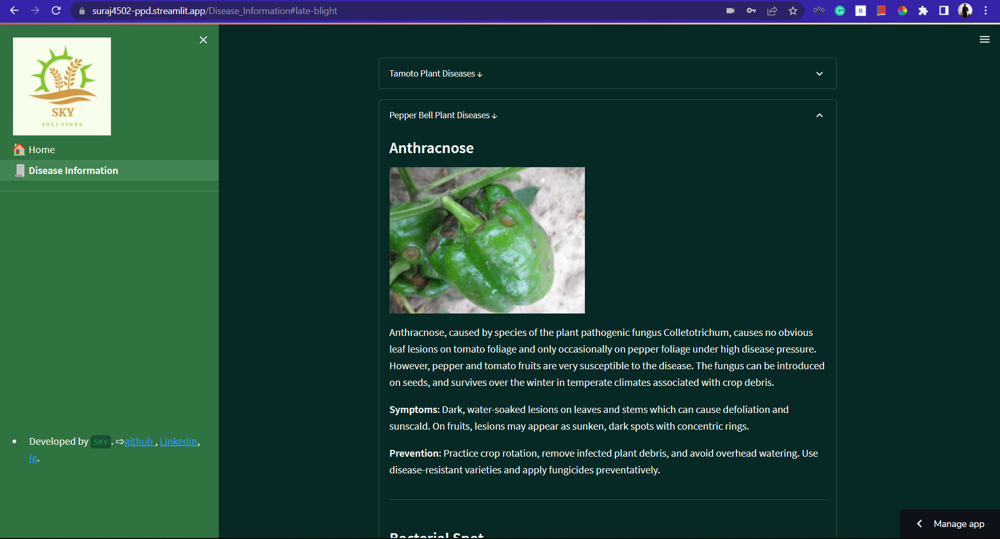 suraj4502-ppd.streamlit.app/Disease_Information#late-blight
SKY
SOLUTIONS
Home
Disease Information
Developed by SKY. ⇨github , Linkedin,
Ig.
Tamoto Plant Diseases ↓
Pepper Bell Plant Diseases ↓
Anthracnose
Anthracnose, caused by species of the plant pathogenic fungus Colletotrichum, causes no obvious
leaf lesions on tomato foliage and only occasionally on pepper foliage under high disease pressure.
However, pepper and tomato fruits are very susceptible to the disease. The fungus can be introduced
on seeds, and survives over the winter in temperate climates associated with crop debris.
Symptoms: Dark, water-soaked lesions on leaves and stems which can cause defoliation and
sunscald. On fruits, lesions may appear as sunken, dark spots with concentric rings.
Prevention: Practice crop rotation, remove infected plant debris, and avoid overhead watering. Use
disease-resistant varieties and apply fungicides preventatively.
Bacterial Spot
Manage app